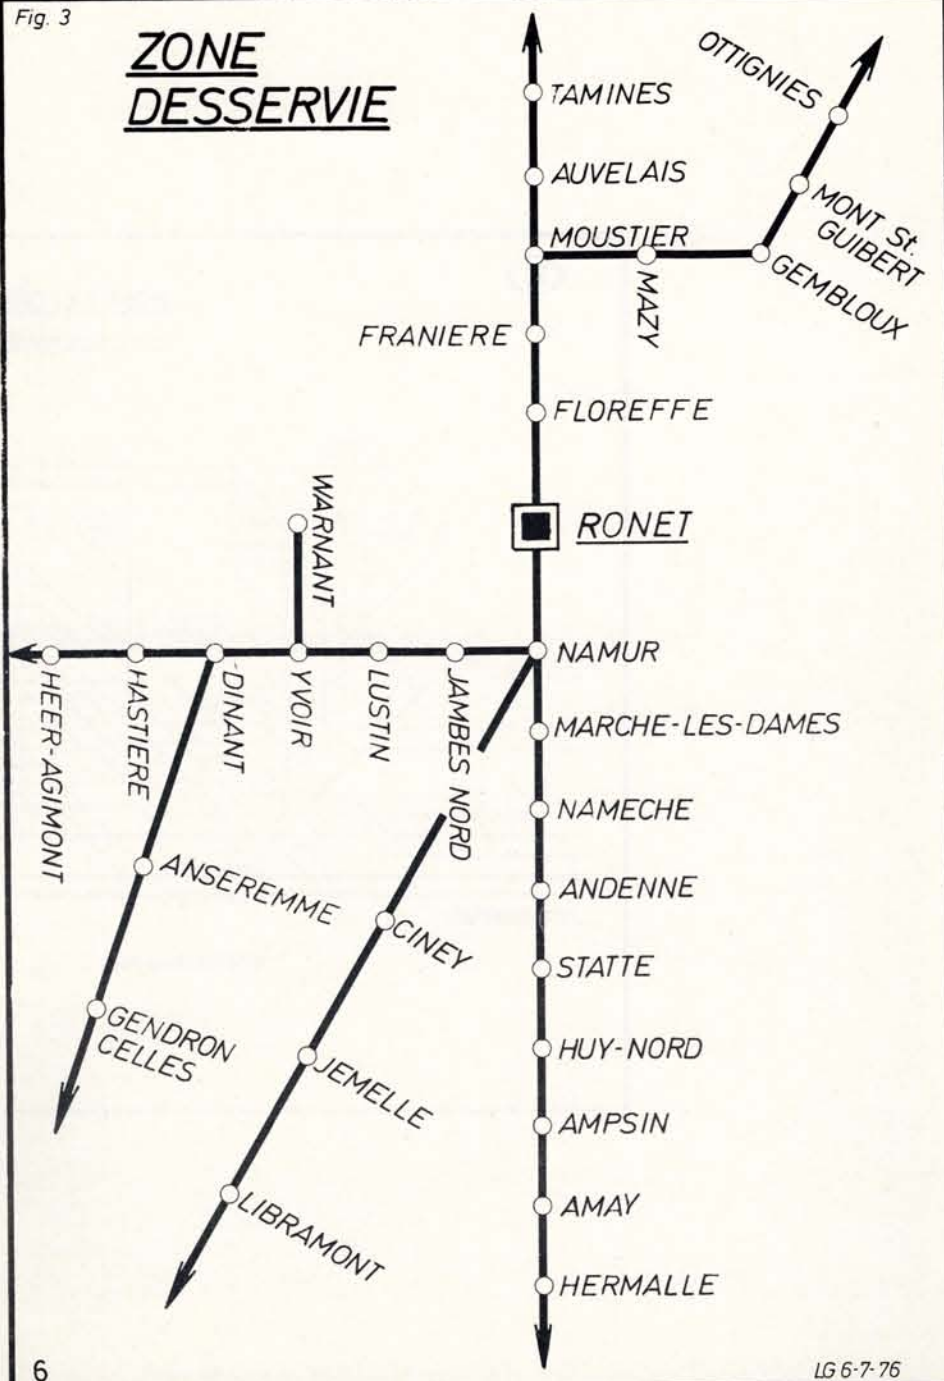 Fig. 3
ZONE
DESSERVIE
TAMINES
OTTIGNIES
AUVELAIS
MONT St.
GUIBERT
MOUSTIER
MAZY
GEMBLOUX
FRANIERE
FLOREFFE
WARNANT
RONET
NAMUR
HEER-AGIMONT
HASTIERE
DINANT
YVOIR
LUSTIN
JAMBES NORD
MARCHE-LES-DAMES
NAMECHE
ANSEREMME
ANDENNE
CINEY
STATTE
GENDRON
CELLES
HUY-NORD
JEMELLE
AMPSIN
LIBRAMONT
AMAY
HERMALLE
6
LG 6-7-76